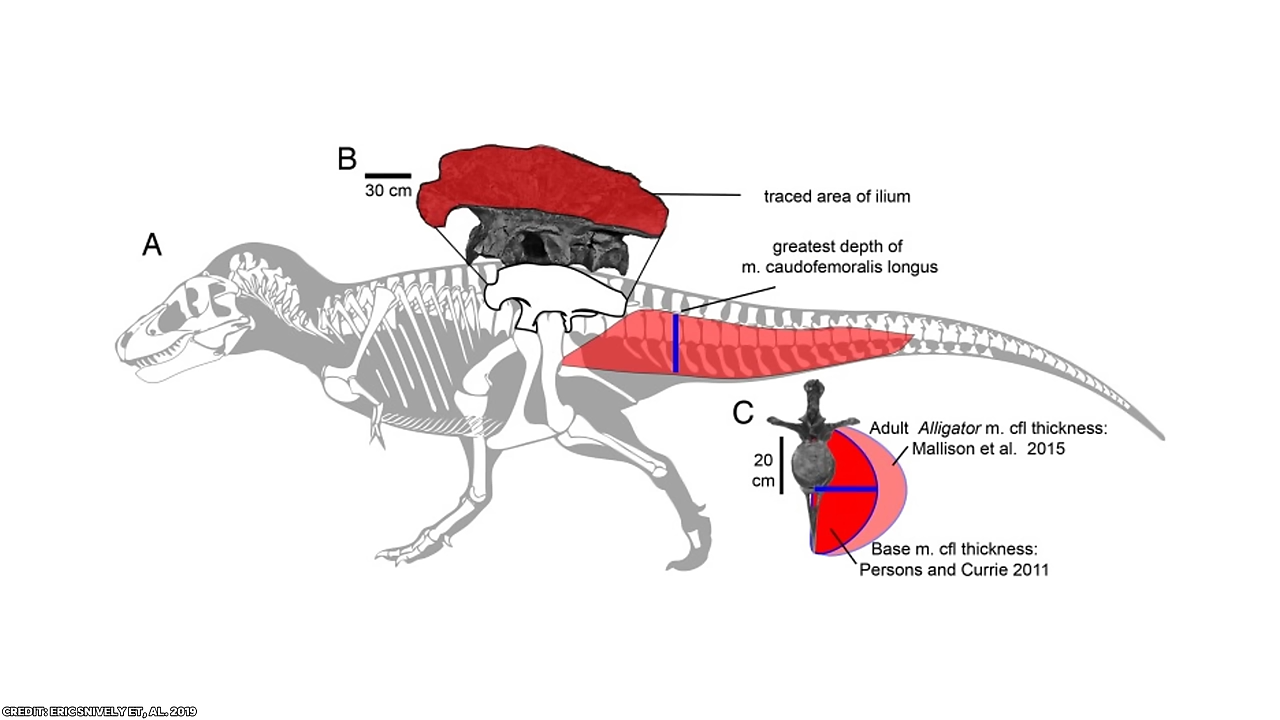 B
30 cm
traced area of ilium
A
greatest depth of
m. caudofemoralis longus
C
20
cm
Adult Alligator m. cfl thickness:
Mallison et al. 2015
Base m. cfl thickness:
Persons and Currie 2011
CREDIT: ERIC SNIVELY ET, AL. 2019